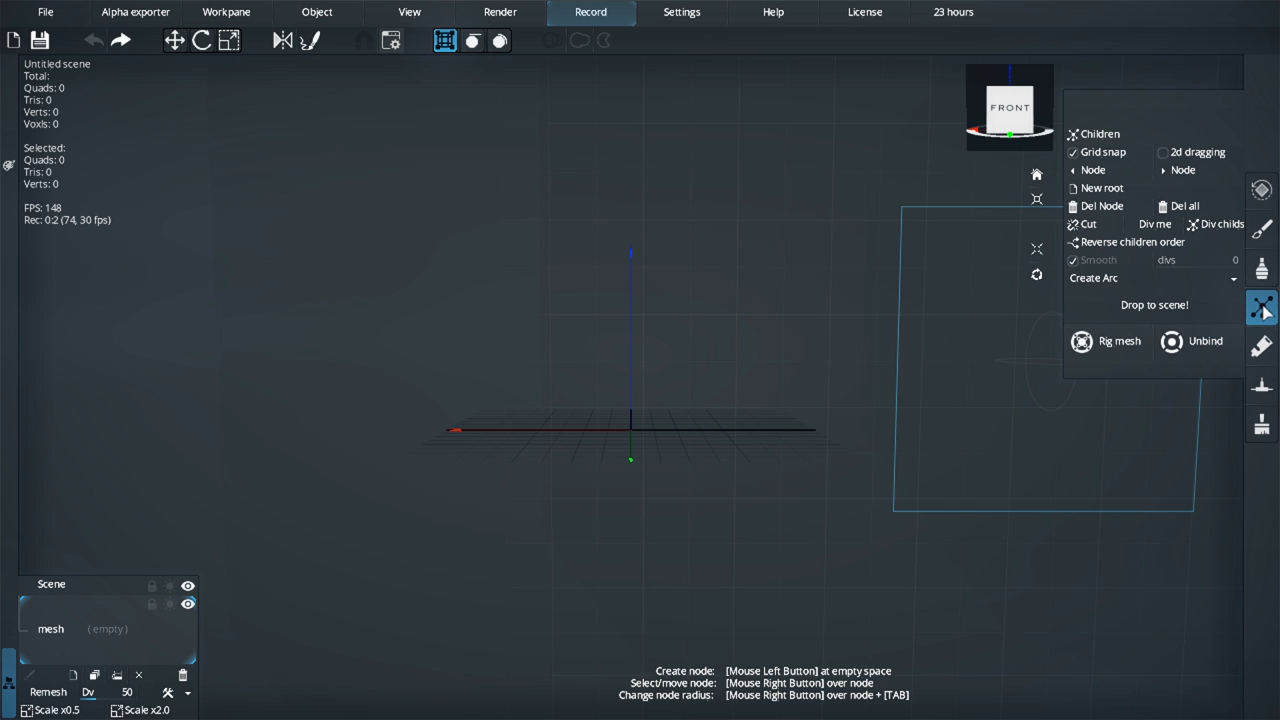 File Alpha exporter Workpane Object View Render Record Settings Help License 23 hours
Untitled scene
Total:
Quads: 0
Tris: 0
Verts: 0
Voxls: 0
Selected:
Quads: 0
Tris: 0
Verts: 0
FPS: 148
Rec: 0:2 (74, 30 fps)
FRONT
Children
Grid snap 2d dragging
Node Node
New root
Del Node Del all
Cut Div me Div childs
Reverse children order
Smooth divs 0
Create Arc
Drop to scene!
Rig mesh Unbind
Scene
mesh (empty)
Remesh Dv 50
Scale x0.5 Scale x2.0
Create node: [Mouse Left Button] at empty space
Select/move node: [Mouse Right Button] over node
Change node radius: [Mouse Right Button] over node + [TAB]